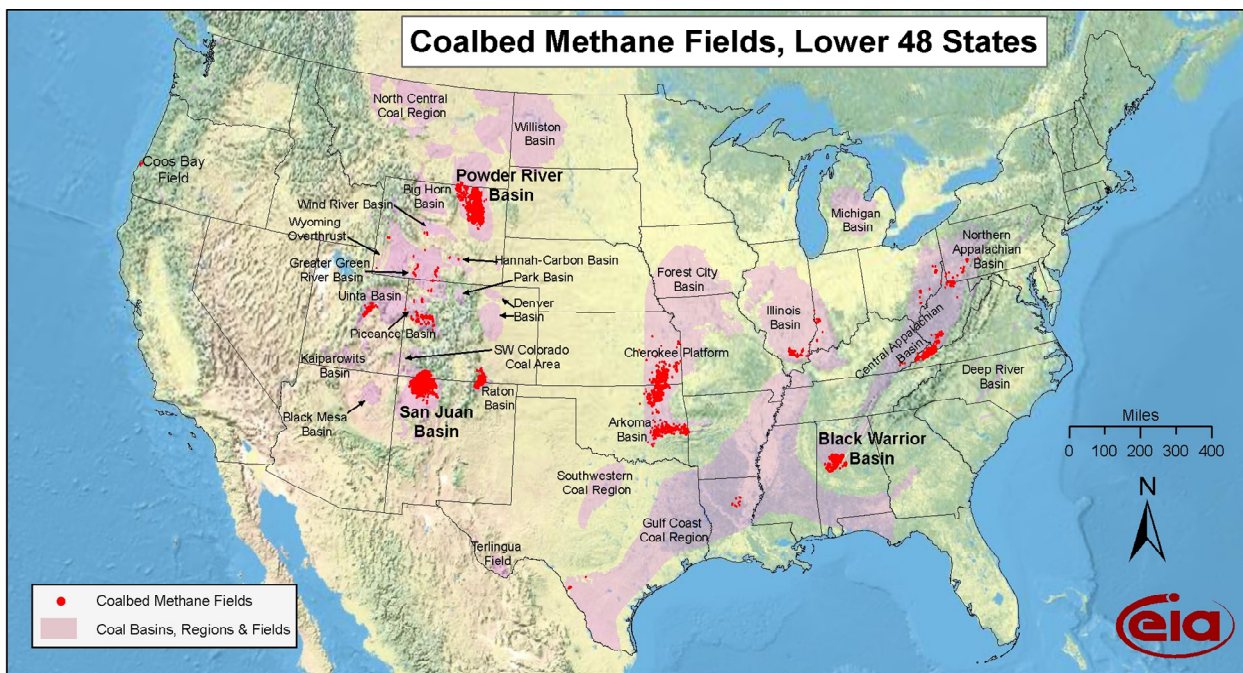 Coalbed Methane Fields, Lower 48 States
North Central
Coal Region
Williston
Basin
Coos Bay
Field
Powder River
Basin
Big Horn
Basin
Wind River Basin
Wyoming
Overthrust
Greater Green
River Basin
Hannah-Carbon Basin
Park Basin
Uinta Basin
Denver
Basin
Piceance Basin
Kaiparowits
Basin
SW Colorado
Coal Area
Black Mesa
Basin
San Juan
Basin
Raton
Basin
Forest City
Basin
Cherokee Platform
Arkoma
Basin
Southwestern
Coal Region
Terlingua
Field
Gulf Coast
Coal Region
Michigan
Basin
Illinois
Basin
Northern
Appalachian
Basin
Central Appalachian
Basin
Deep River
Basin
Black Warrior
Basin
Miles
0 100 200 300 400
N
Coalbed Methane Fields
Coal Basins, Regions & Fields
eia